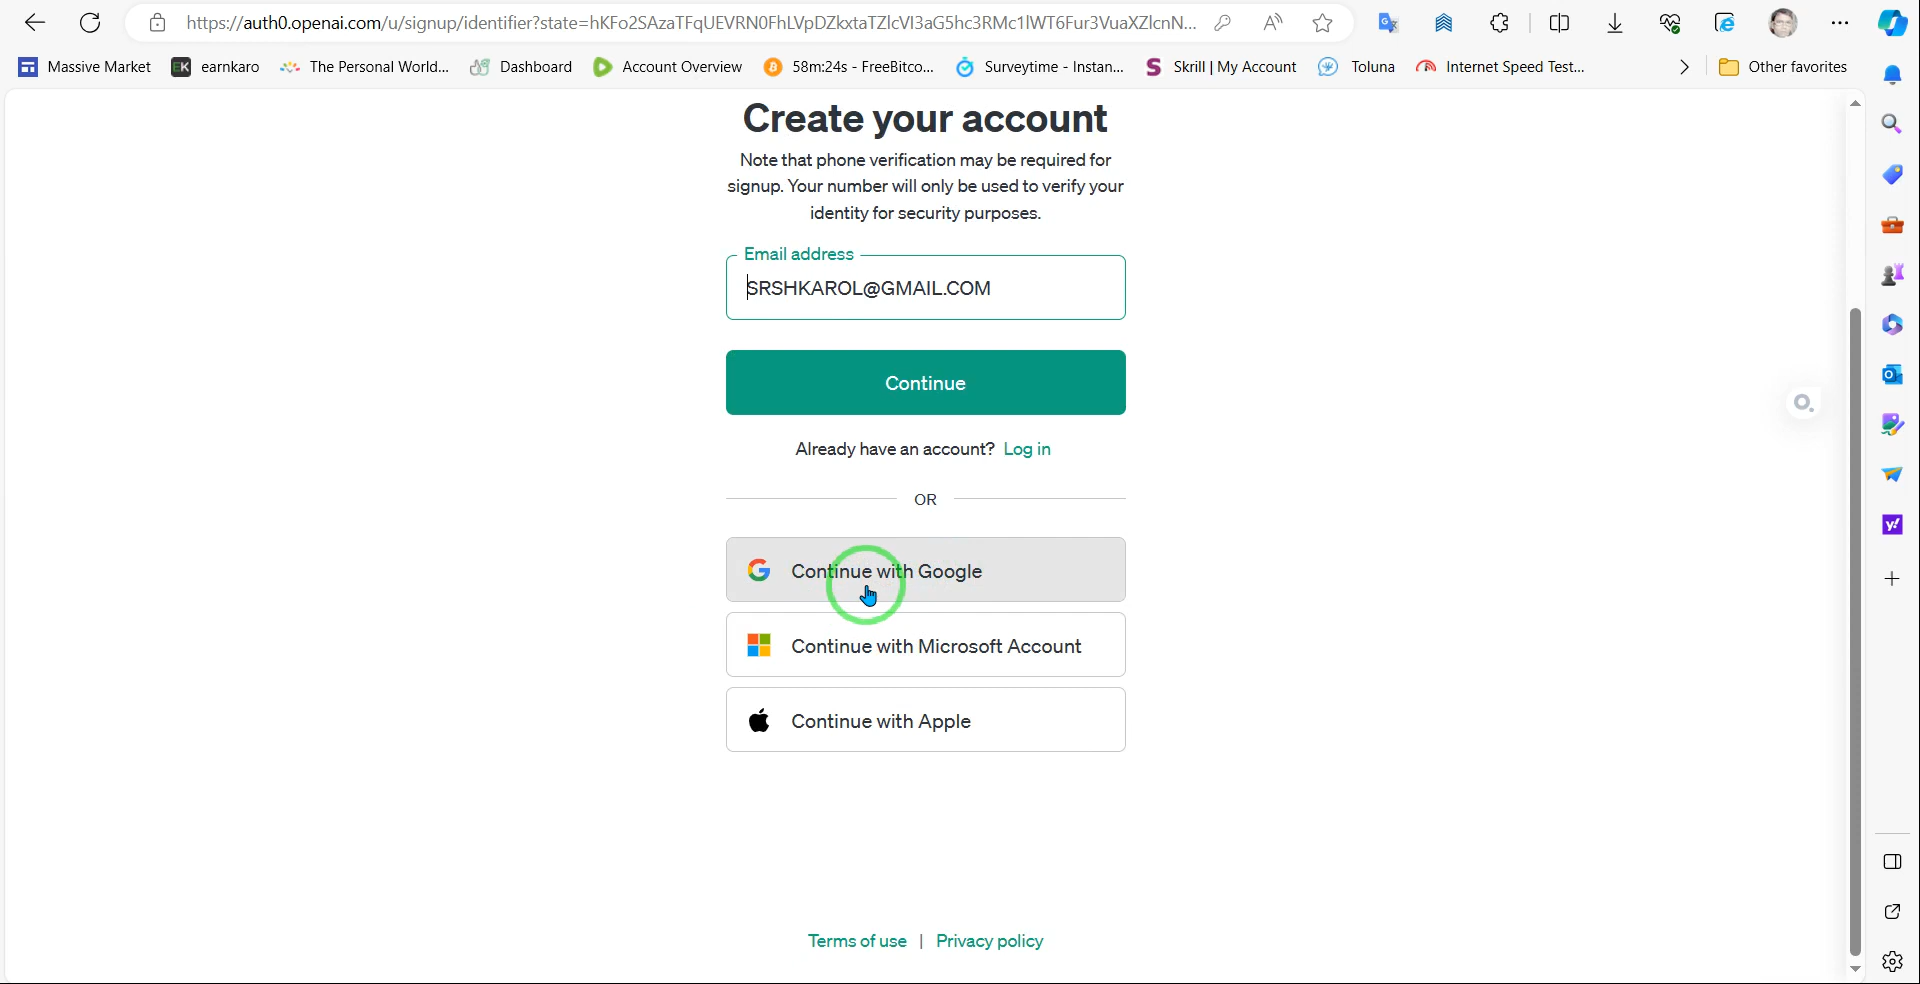 https://auth0.openai.com/u/signup/identifier?state=hKFo2SAzaTFqUEVRN0FhLVpDZkxtaTZlcVI3aG5hc3RMc1lWT6Fur3VuaXZlcnN...
Massive Market
EK earnkaro
The Personal World...
Dashboard
Account Overview
58m:24s - FreeBitco...
Surveytime - Instan...
S Skrill | My Account
Toluna
Internet Speed Test...
Other favorites
Create your account
Note that phone verification may be required for
signup. Your number will only be used to verify your
identity for security purposes.
Email address
SRSHKAROL@GMAIL.COM
Continue
Already have an account? Log in
OR
Continue with Google
Continue with Microsoft Account
Continue with Apple
Terms of use | Privacy policy